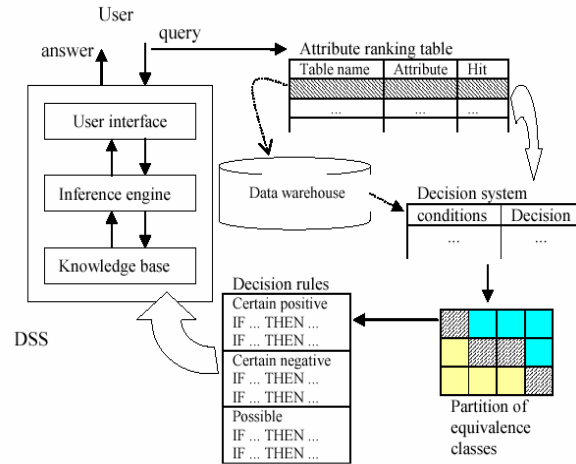 User
query
answer
Attribute ranking table
Table name Attribute Hit
... ... ...
User interface
Inference engine
Knowledge base
DSS
Data warehouse
Decision system
conditions Decision
... ...
Decision rules
Certain positive
IF ... THEN ...
IF ... THEN ...
Certain negative
IF ... THEN ...
IF ... THEN ...
Possible
IF ... THEN ...
IF ... THEN ...
Partition of
equivalence
classes